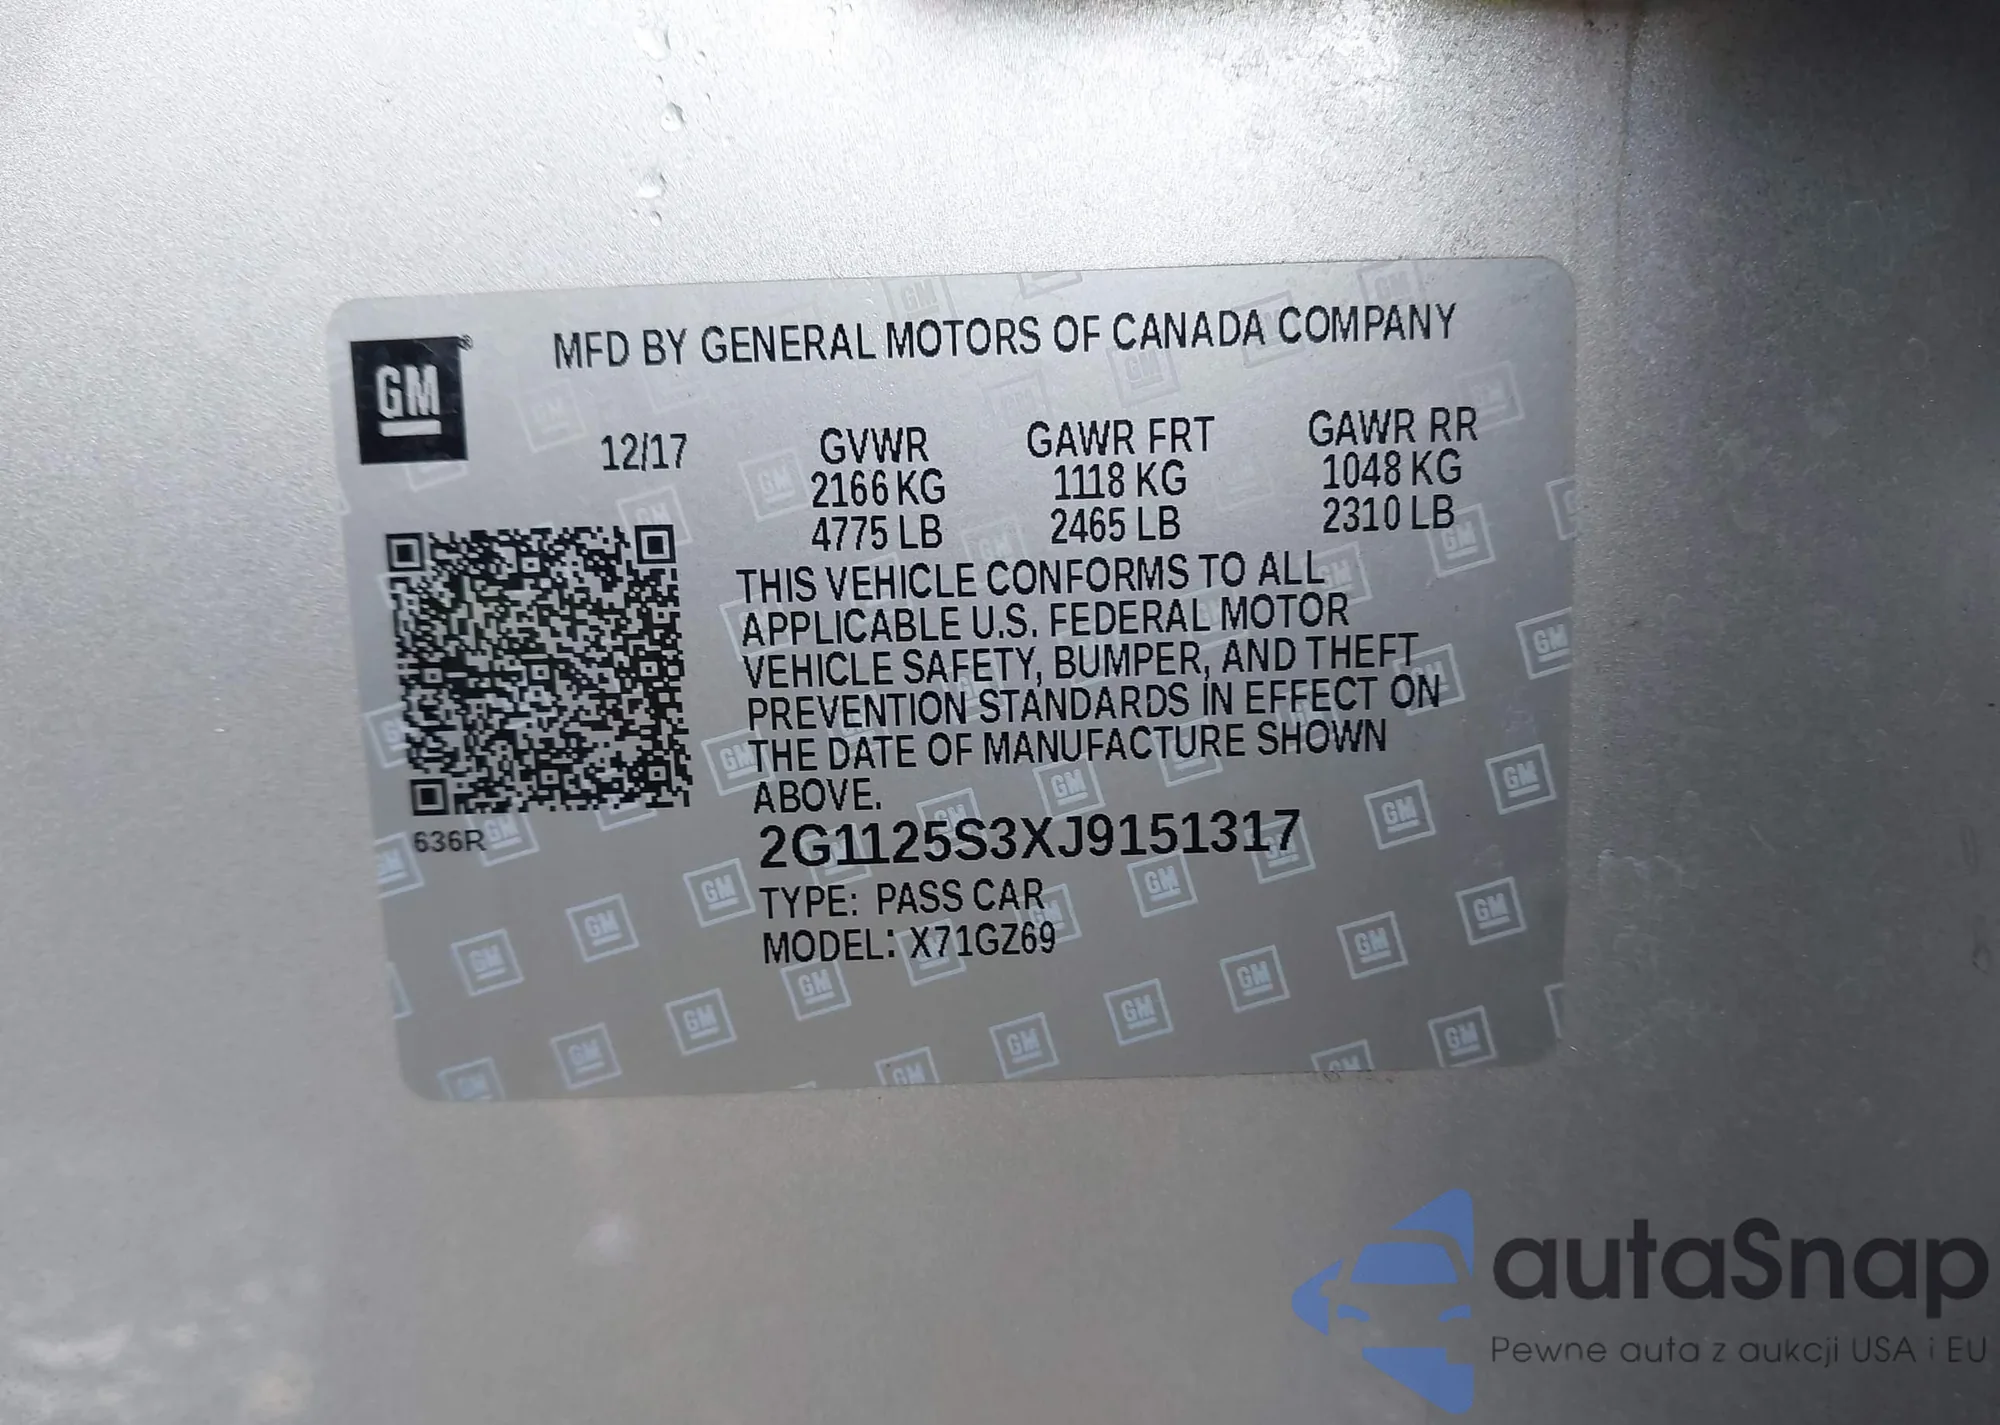 MFD BY GENERAL MOTORS OF CANADA COMPANY
GM
12/17
GVWR
2166 KG
4775 LB
GAWR FRT
1118 KG
2465 LB
GAWR RR
1048 KG
2310 LB
THIS VEHICLE CONFORMS TO ALL
APPLICABLE U.S. FEDERAL MOTOR
VEHICLE SAFETY, BUMPER, AND THEFT
PREVENTION STANDARDS IN EFFECT ON
THE DATE OF MANUFACTURE SHOWN
ABOVE.
636R
2G1125S3XJ9151317
TYPE: PASS CAR
MODEL: X71GZ69
autaSnap
Pewne auta z aukcji USA i EU